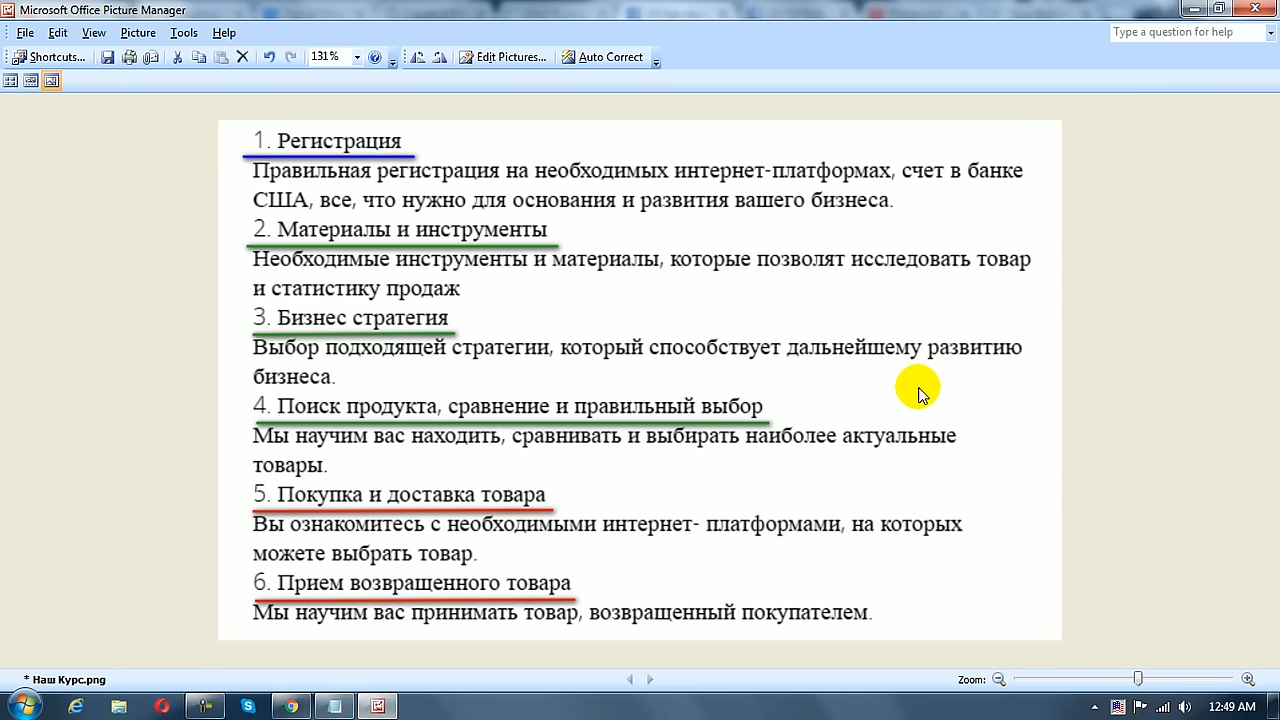 Microsoft Office Picture Manager
File Edit View Picture Tools Help
Type a question for help
Shortcuts... 131% Edit Pictures... Auto Correct
1. Регистрация
Правильная регистрация на необходимых интернет-платформах, счет в банке
США, все, что нужно для основания и развития вашего бизнеса.
2. Материалы и инструменты
Необходимые инструменты и материалы, которые позволят исследовать товар
и статистику продаж
3. Бизнес стратегия
Выбор подходящей стратегии, который способствует дальнейшему развитию
бизнеса.
4. Поиск продукта, сравнение и правильный выбор
Мы научим вас находить, сравнивать и выбирать наиболее актуальные
товары.
5. Покупка и доставка товара
Вы ознакомитесь с необходимыми интернет- платформами, на которых
можете выбрать товар.
6. Прием возвращенного товара
Мы научим вас принимать товар, возвращенный покупателем.
* Наш Курс.png
Zoom:
12:49 AM